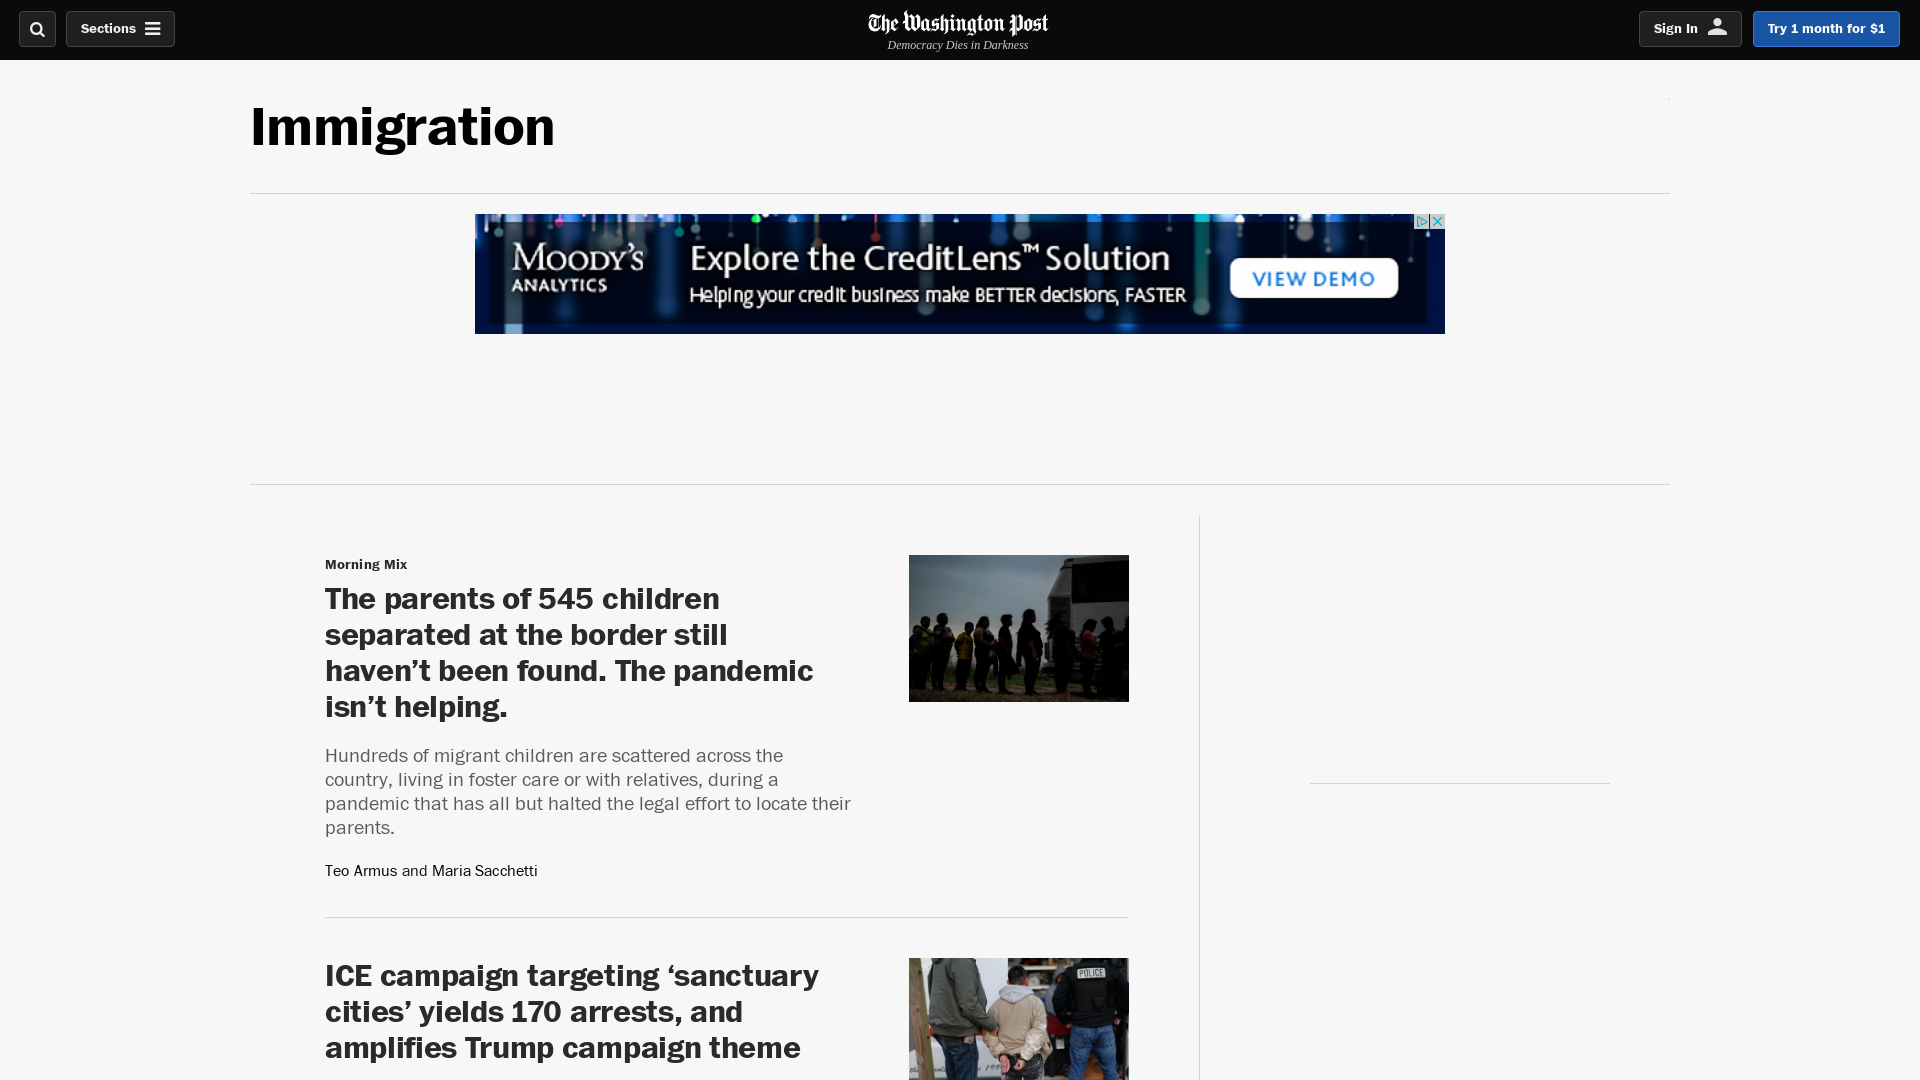 Sections
The Washington Post
Democracy Dies in Darkness
Sign In
Try 1 month for $1
Immigration
MOODY'S
ANALYTICS
Explore the CreditLens™ Solution
Helping your credit business make BETTER decisions, FASTER
VIEW DEMO
Morning Mix
The parents of 545 children
separated at the border still
haven’t been found. The pandemic
isn’t helping.
Hundreds of migrant children are scattered across the
country, living in foster care or with relatives, during a
pandemic that has all but halted the legal effort to locate their
parents.
Teo Armus and Maria Sacchetti
ICE campaign targeting ‘sanctuary
cities’ yields 170 arrests, and
amplifies Trump campaign theme
POLICE